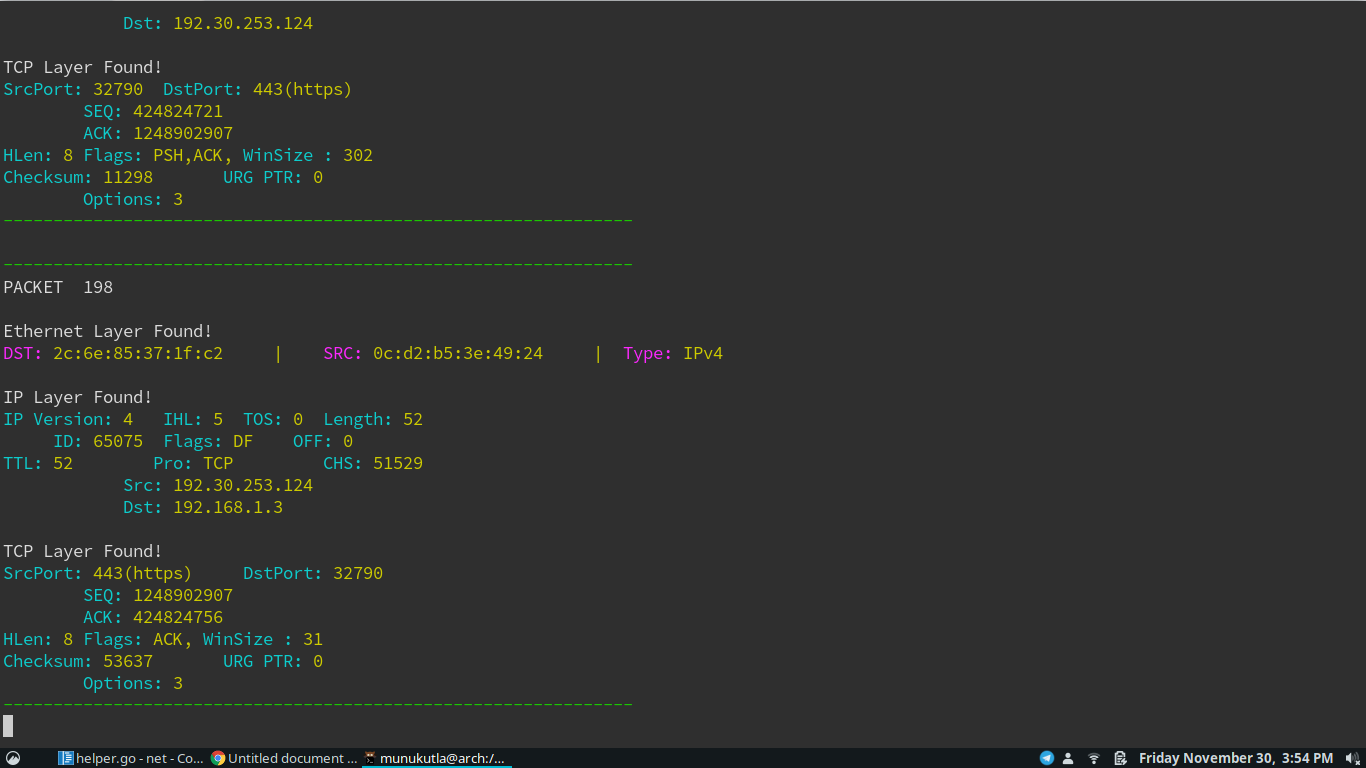 Dst: 192.30.253.124
TCP Layer Found!
SrcPort: 32790 DstPort: 443(https)
SEQ: 424824721
ACK: 1248902907
HLen: 8 Flags: PSH,ACK, WinSize : 302
Checksum: 11298 URG PTR: 0
Options: 3
---------------------------------------------------------------
---------------------------------------------------------------
PACKET 198
Ethernet Layer Found!
DST: 2c:6e:85:37:1f:c2 | SRC: 0c:d2:b5:3e:49:24 | Type: IPv4
IP Layer Found!
IP Version: 4 IHL: 5 TOS: 0 Length: 52
ID: 65075 Flags: DF OFF: 0
TTL: 52 Pro: TCP CHS: 51529
Src: 192.30.253.124
Dst: 192.168.1.3
TCP Layer Found!
SrcPort: 443(https) DstPort: 32790
SEQ: 1248902907
ACK: 424824756
HLen: 8 Flags: ACK, WinSize : 31
Checksum: 53637 URG PTR: 0
Options: 3
---------------------------------------------------------------
helper.go - net - Co... Untitled document ... munukutla@arch:/... Friday November 30, 3:54 PM